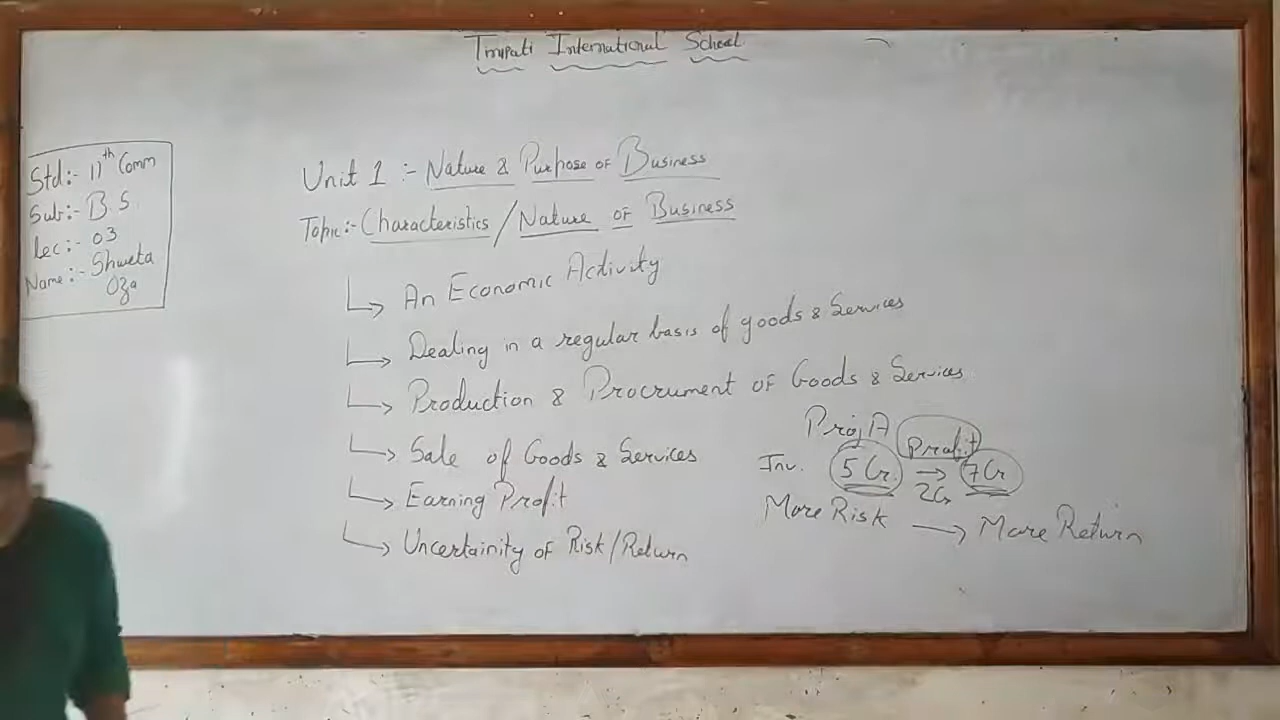 Tirupati International School
Std:- 11th Comm
Sub:- B.S.
Lec:- 03
Name:- Shweta
Oza
Unit 1 :- Nature & Purpose of Business
Topic:- Characteristics / Nature of Business
An Economic Activity
Dealing in a regular basis of goods & Services
Production & Procrument of Goods & Services
Sale of Goods & Services
Earning Profit
Uncertainity of Risk/Return
Proj A
Inv. 5 Cr. → 7 Cr
Profit
2Cr
More Risk → More Return